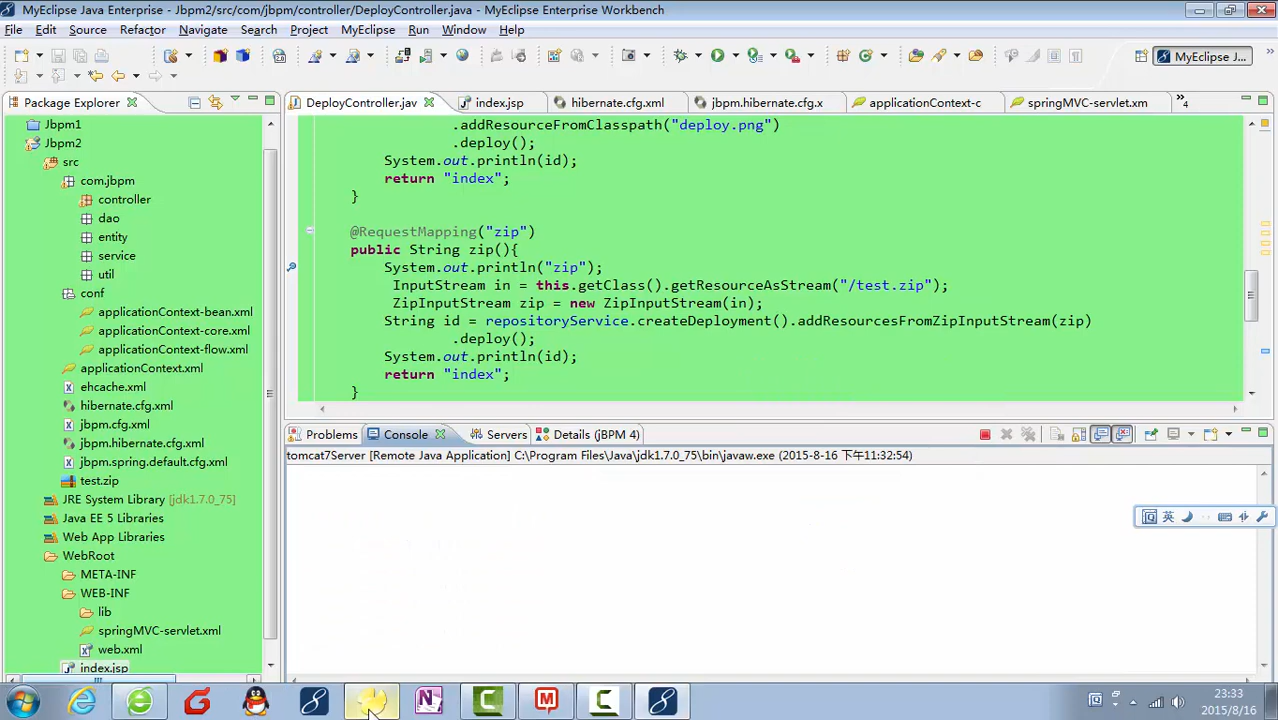 MyEclipse Java Enterprise - Jbpm2/src/com/jbpm/controller/DeployController.java - MyEclipse Enterprise Workbench
File Edit Source Refactor Navigate Search Project MyEclipse Run Window Help
MyEclipse J...
Package Explorer
DeployController.jav
index.jsp
hibernate.cfg.xml
jbpm.hibernate.cfg.x
applicationContext-c
springMVC-servlet.xm
»4
Jbpm1
Jbpm2
src
com.jbpm
controller
dao
entity
service
util
conf
applicationContext-bean.xml
applicationContext-core.xml
applicationContext-flow.xml
applicationContext.xml
ehcache.xml
hibernate.cfg.xml
jbpm.cfg.xml
jbpm.hibernate.cfg.xml
jbpm.spring.default.cfg.xml
test.zip
JRE System Library [jdk1.7.0_75]
Java EE 5 Libraries
Web App Libraries
WebRoot
META-INF
WEB-INF
lib
springMVC-servlet.xml
web.xml
index.jsp
.addResourceFromClasspath("deploy.png")
.deploy();
System.out.println(id);
return "index";
}
@RequestMapping("zip")
public String zip(){
System.out.println("zip");
InputStream in = this.getClass().getResourceAsStream("/test.zip");
ZipInputStream zip = new ZipInputStream(in);
String id = repositoryService.createDeployment().addResourcesFromZipInputStream(zip)
.deploy();
System.out.println(id);
return "index";
}
Problems Console Servers Details (jBPM 4)
tomcat7Server [Remote Java Application] C:\Program Files\Java\jdk1.7.0_75\bin\javaw.exe (2015-8-16 下午11:32:54)
英
23:33
2015/8/16